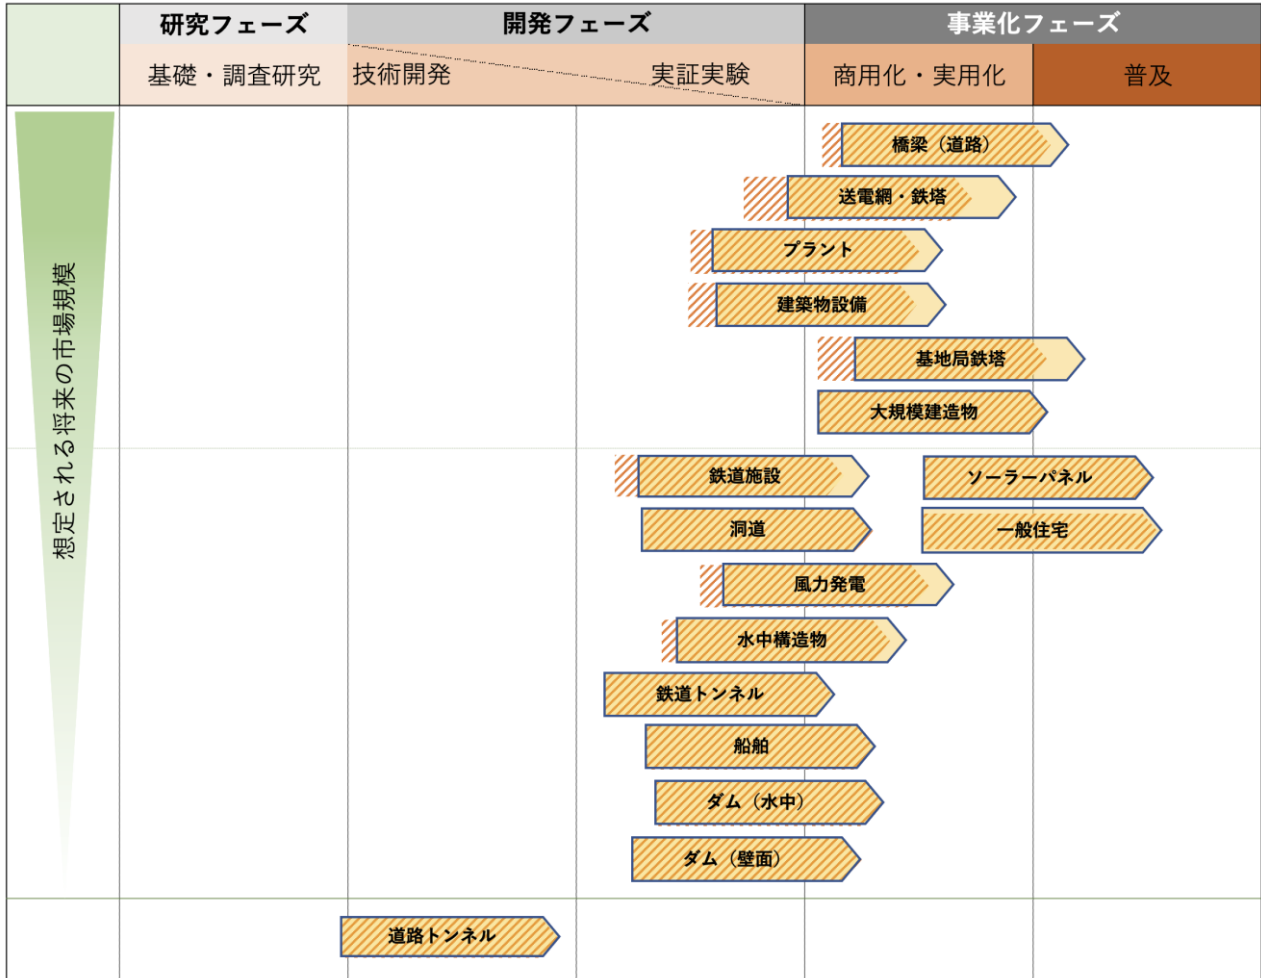 研究フェーズ
開発フェーズ
事業化フェーズ
基礎・調査研究
技術開発
実証実験
商用化・実用化
普及
想定される将来の市場規模
橋梁（道路）
送電網・鉄塔
プラント
建築物設備
基地局鉄塔
大規模建造物
鉄道施設
ソーラーパネル
洞道
一般住宅
風力発電
水中構造物
鉄道トンネル
船舶
ダム（水中）
ダム（壁面）
道路トンネル